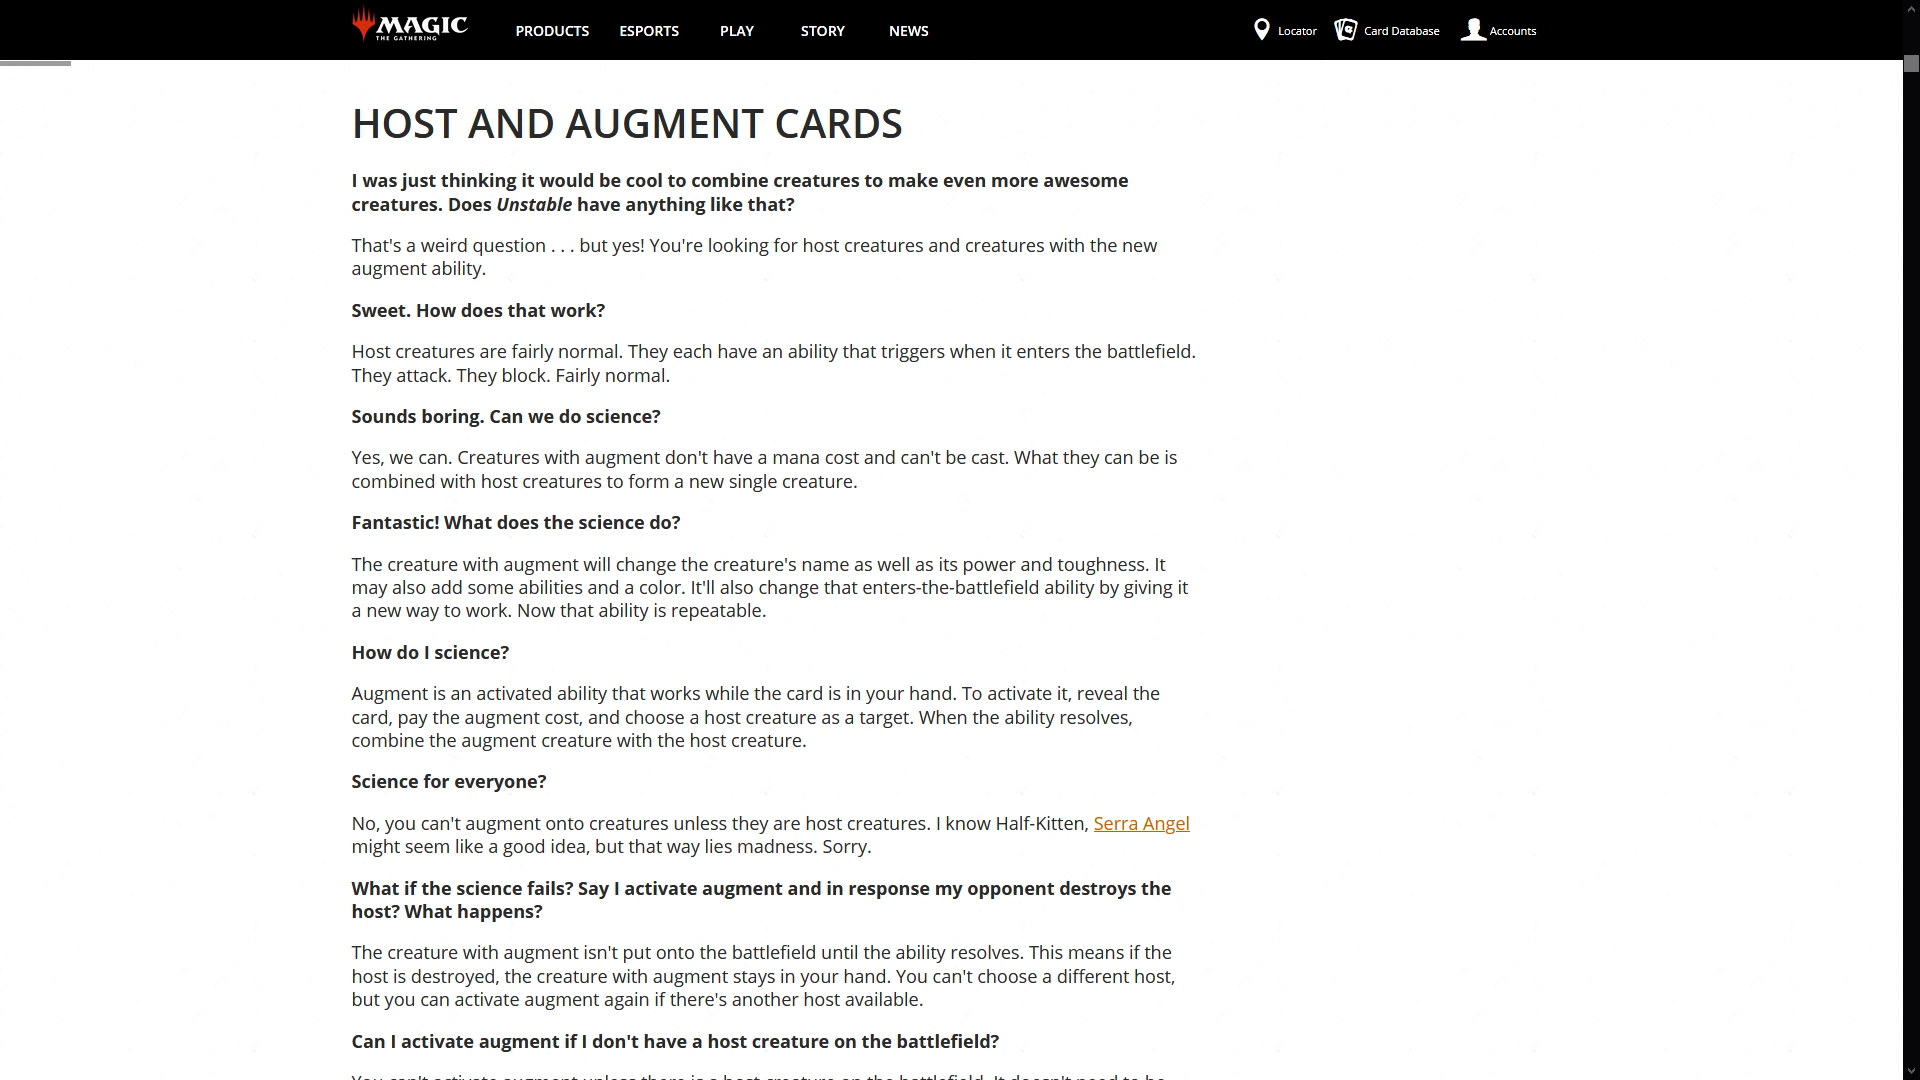 MAGIC
THE GATHERING
PRODUCTS
ESPORTS
PLAY
STORY
NEWS
Locator
Card Database
Accounts
HOST AND AUGMENT CARDS
I was just thinking it would be cool to combine creatures to make even more awesome
creatures. Does Unstable have anything like that?
That's a weird question . . . but yes! You're looking for host creatures and creatures with the new
augment ability.
Sweet. How does that work?
Host creatures are fairly normal. They each have an ability that triggers when it enters the battlefield.
They attack. They block. Fairly normal.
Sounds boring. Can we do science?
Yes, we can. Creatures with augment don't have a mana cost and can't be cast. What they can be is
combined with host creatures to form a new single creature.
Fantastic! What does the science do?
The creature with augment will change the creature's name as well as its power and toughness. It
may also add some abilities and a color. It'll also change that enters-the-battlefield ability by giving it
a new way to work. Now that ability is repeatable.
How do I science?
Augment is an activated ability that works while the card is in your hand. To activate it, reveal the
card, pay the augment cost, and choose a host creature as a target. When the ability resolves,
combine the augment creature with the host creature.
Science for everyone?
No, you can't augment onto creatures unless they are host creatures. I know Half-Kitten, Serra Angel
might seem like a good idea, but that way lies madness. Sorry.
What if the science fails? Say I activate augment and in response my opponent destroys the
host? What happens?
The creature with augment isn't put onto the battlefield until the ability resolves. This means if the
host is destroyed, the creature with augment stays in your hand. You can't choose a different host,
but you can activate augment again if there's another host available.
Can I activate augment if I don't have a host creature on the battlefield?